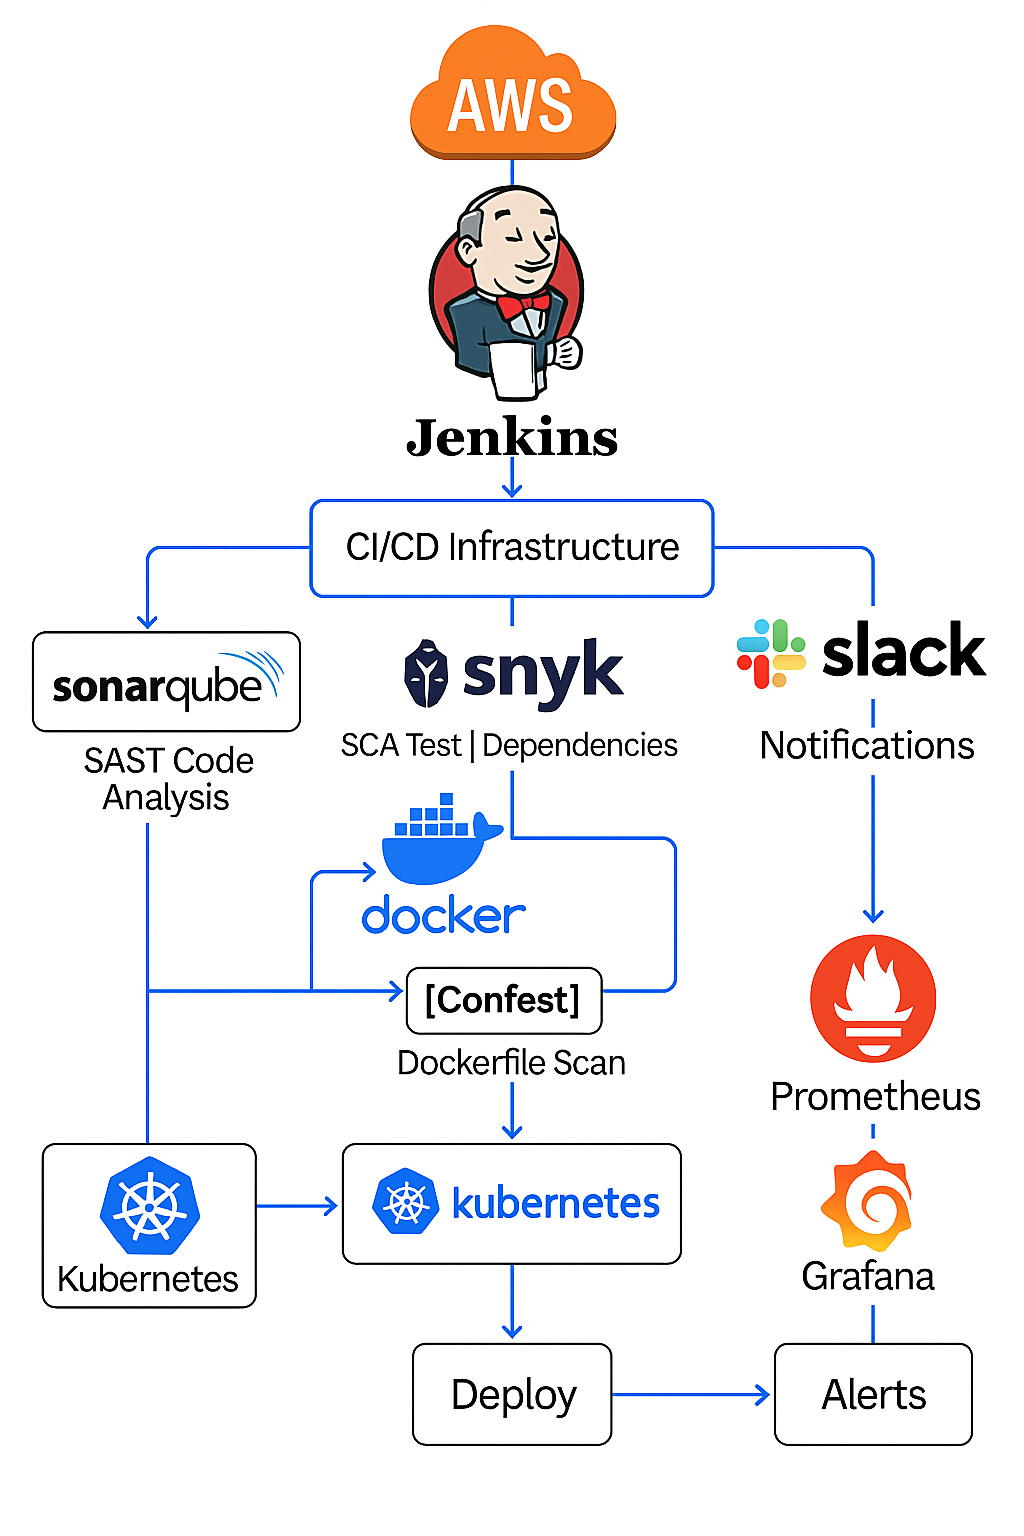 AWS
Jenkins
CI/CD Infrastructure
sonarqube
SAST Code
Analysis
snyk
SCA Test | Dependencies
slack
Notifications
docker
[Confest]
Dockerfile Scan
Prometheus
Kubernetes
kubernetes
Grafana
Deploy
Alerts